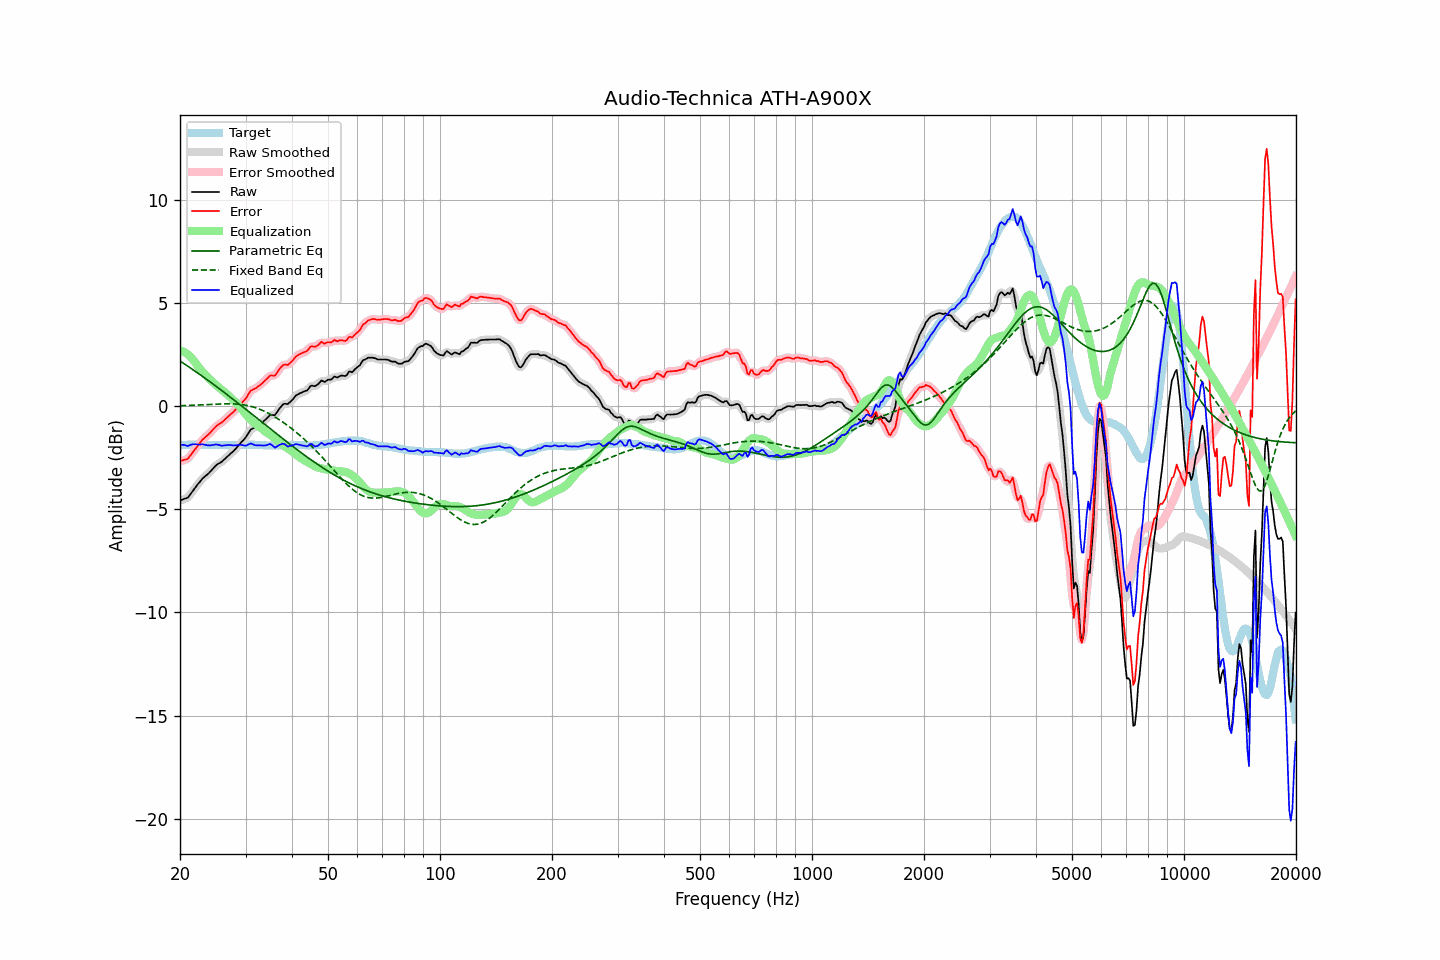 Audio-Technica ATH-A900X
Target
Raw Smoothed
Error Smoothed
Raw
Error
Equalization
Parametric Eq
Fixed Band Eq
Equalized
10
5
0
−5
−10
−15
−20
Amplitude (dBr)
20
50
100
200
500
1000
2000
5000
10000
20000
Frequency (Hz)